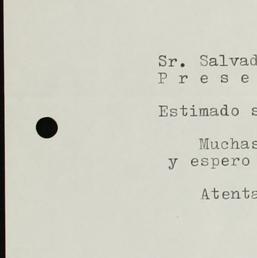 Sr. Salvad
P r e s e
Estimado s
Muchas
y espero
Atenta